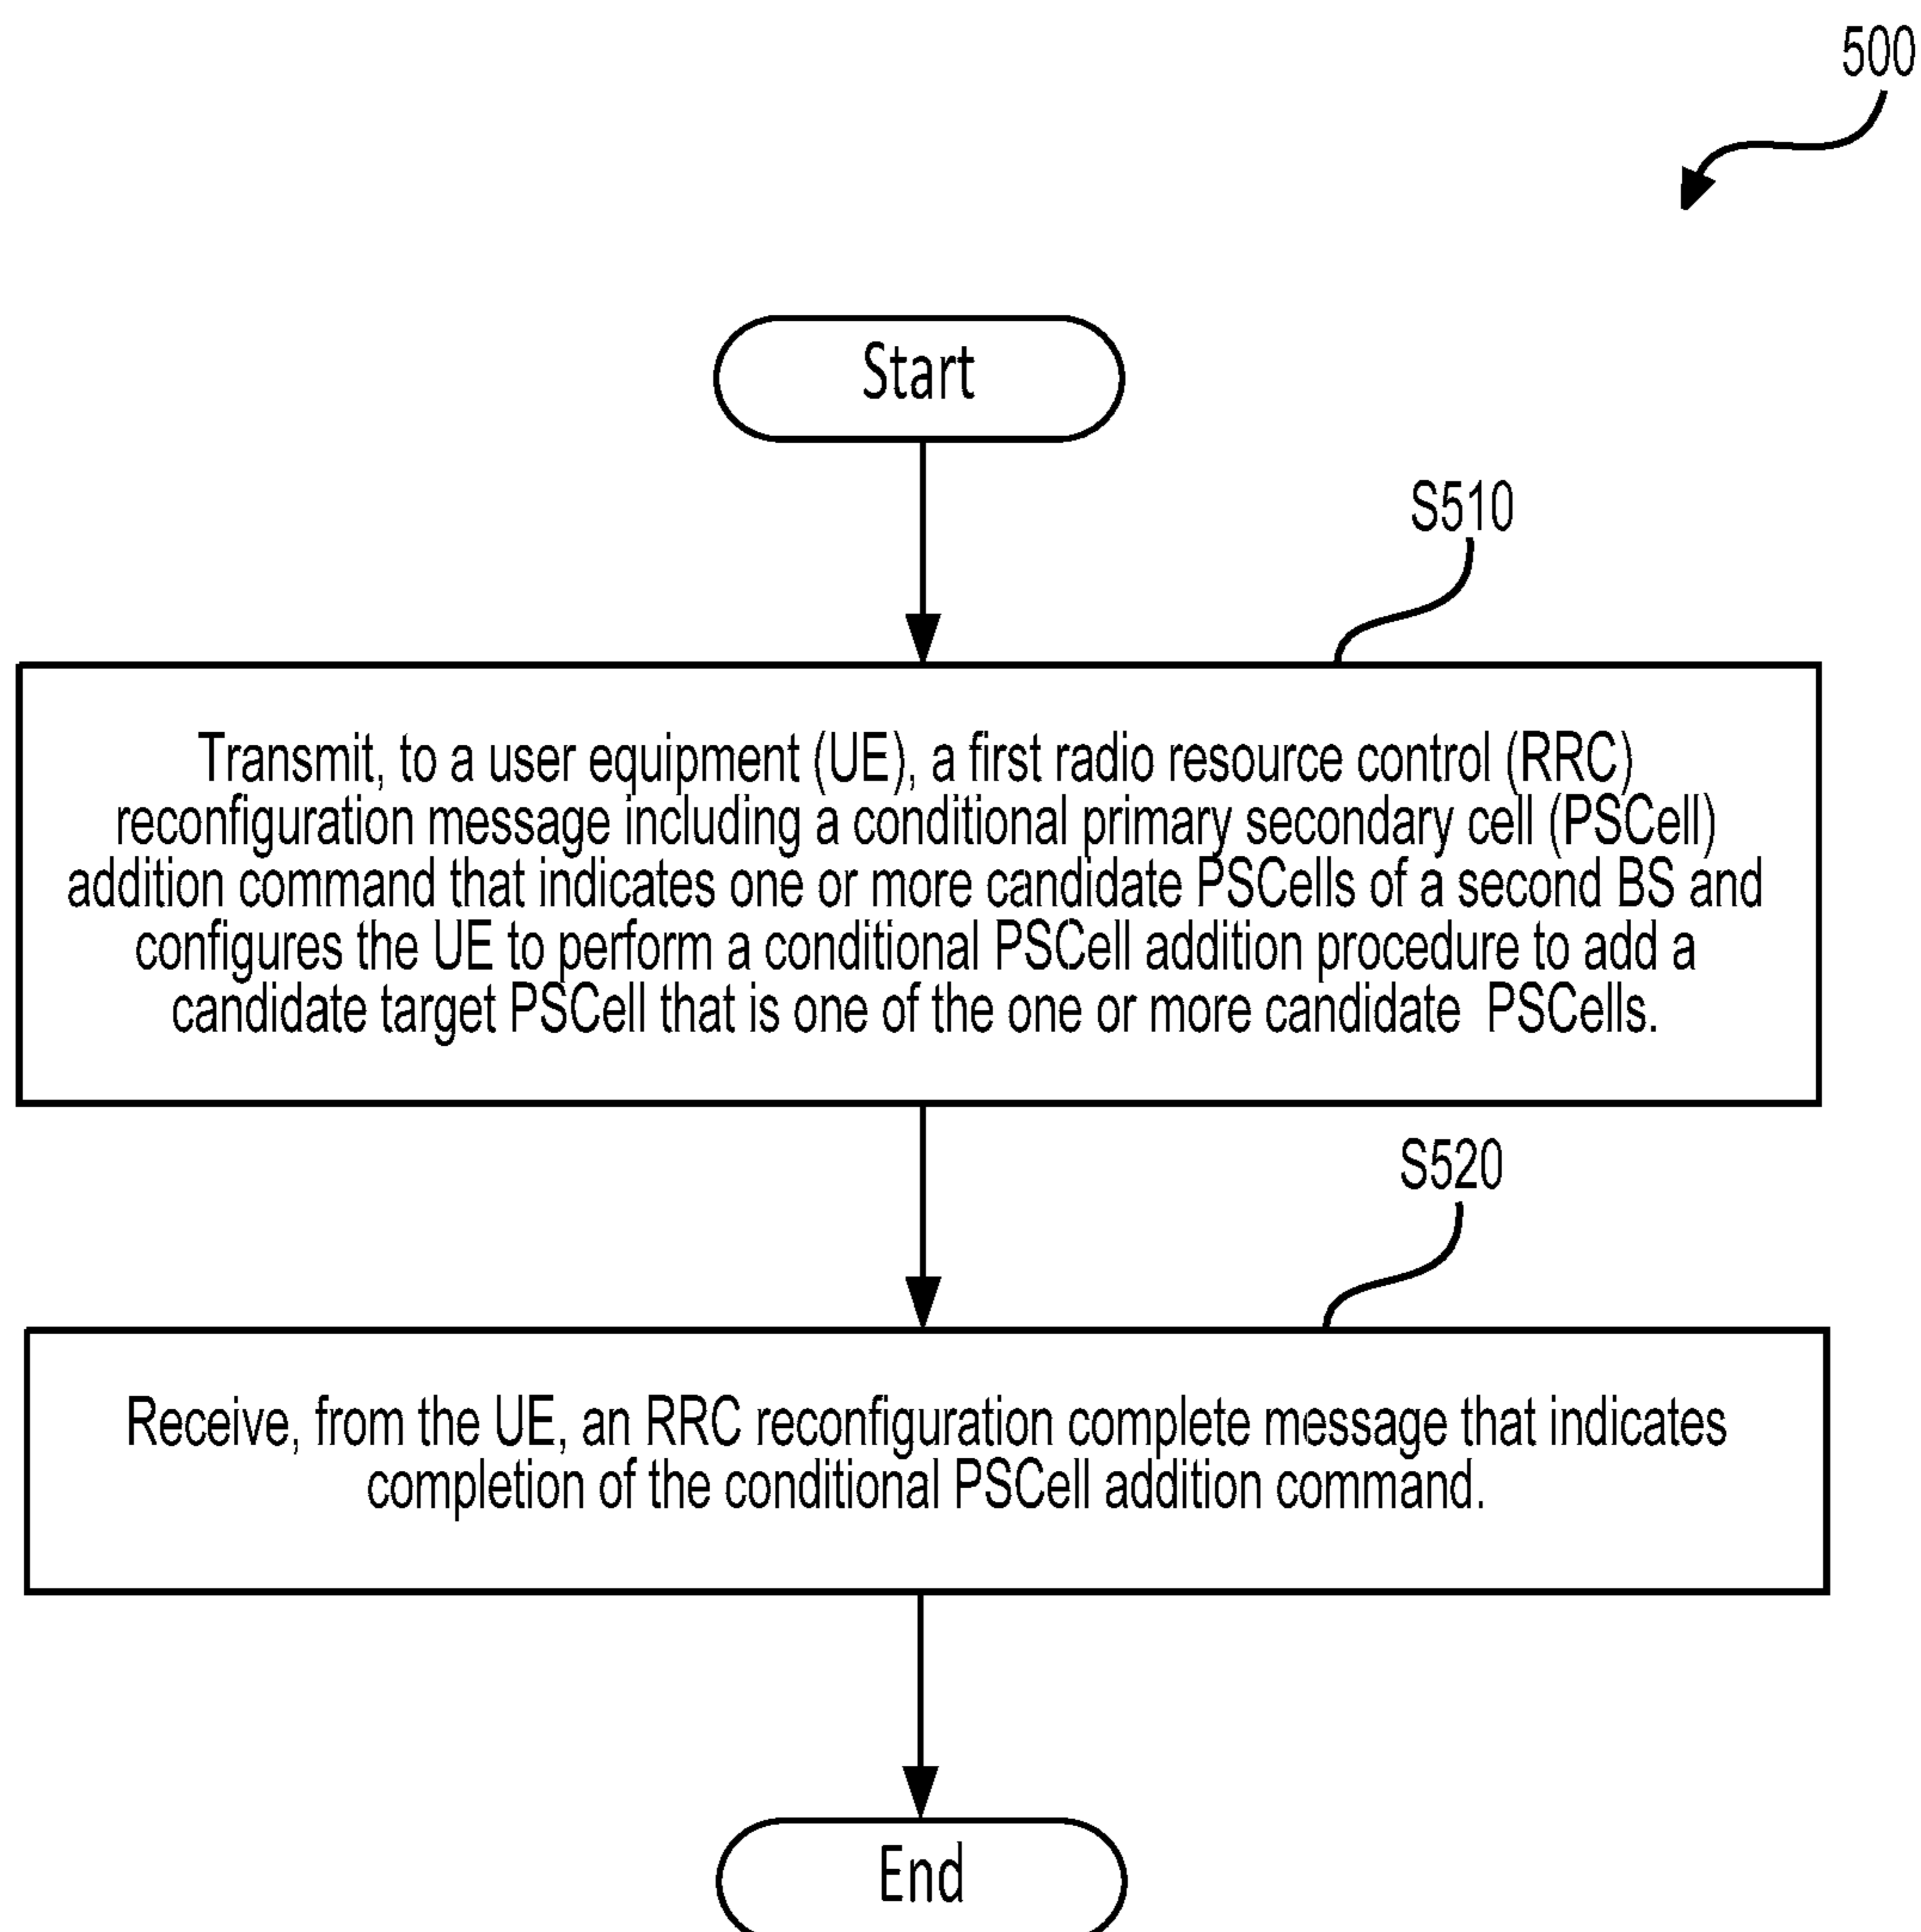 500
Start
S510
Transmit, to a user equipment (UE), a first radio resource control (RRC)
reconfiguration message including a conditional primary secondary cell (PSCell)
addition command that indicates one or more candidate PSCells of a second BS and
configures the UE to perform a conditional PSCell addition procedure to add a
candidate target PSCell that is one of the one or more candidate  PSCells.
S520
Receive, from the UE, an RRC reconfiguration complete message that indicates
completion of the conditional PSCell addition command.
End